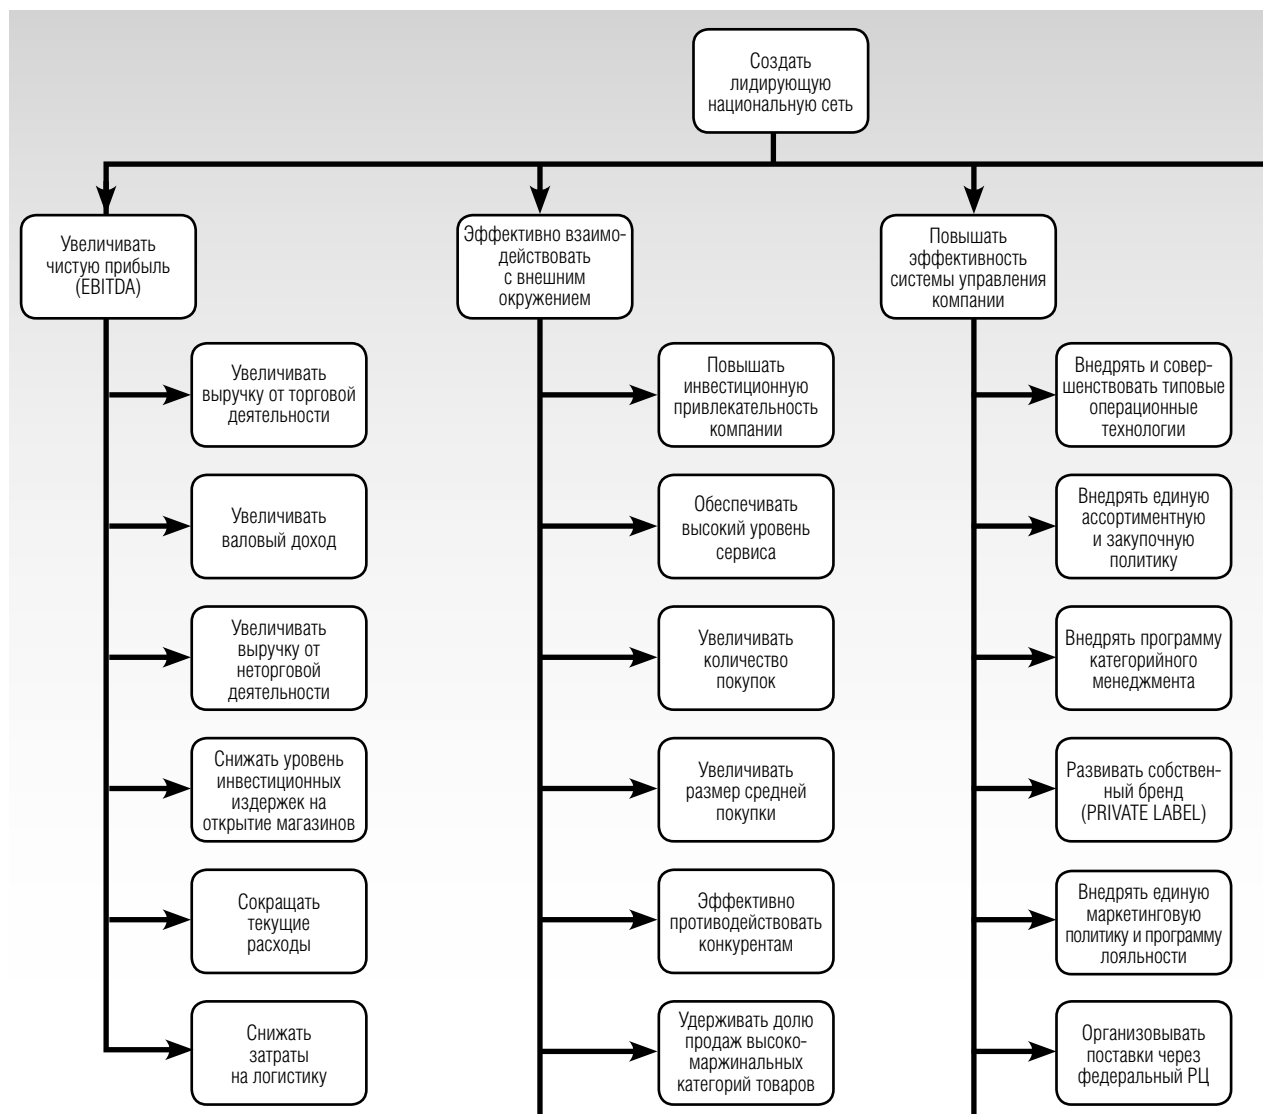 Создать
лидирующую
национальную сеть
Увеличивать
чистую прибыль
(EBITDA)
Эффективно взаимо-
действовать
с внешним
окружением
Повышать
эффективность
системы управления
компании
Увеличивать
выручку от торговой
деятельности
Увеличивать
валовый доход
Увеличивать
выручку от
неторговой
деятельности
Снижать уровень
инвестиционных
издержек на
открытие магазинов
Сокращать
текущие
расходы
Снижать
затраты
на логистику
Повышать
инвестиционную
привлекательность
компании
Обеспечивать
высокий уровень
сервиса
Увеличивать
количество
покупок
Увеличивать
размер средней
покупки
Эффективно
противодействовать
конкурентам
Удерживать долю
продаж высоко-
маржинальных
категорий товаров
Внедрять и совер-
шенствовать типовые
операционные
технологии
Внедрять единую
ассортиментную
и закупочную
политику
Внедрять программу
категорийного
менеджмента
Развивать собствен-
ный бренд
(PRIVATE LABEL)
Внедрять единую
маркетинговую
политику и программу
лояльности
Организовывать
поставки через
федеральный РЦ